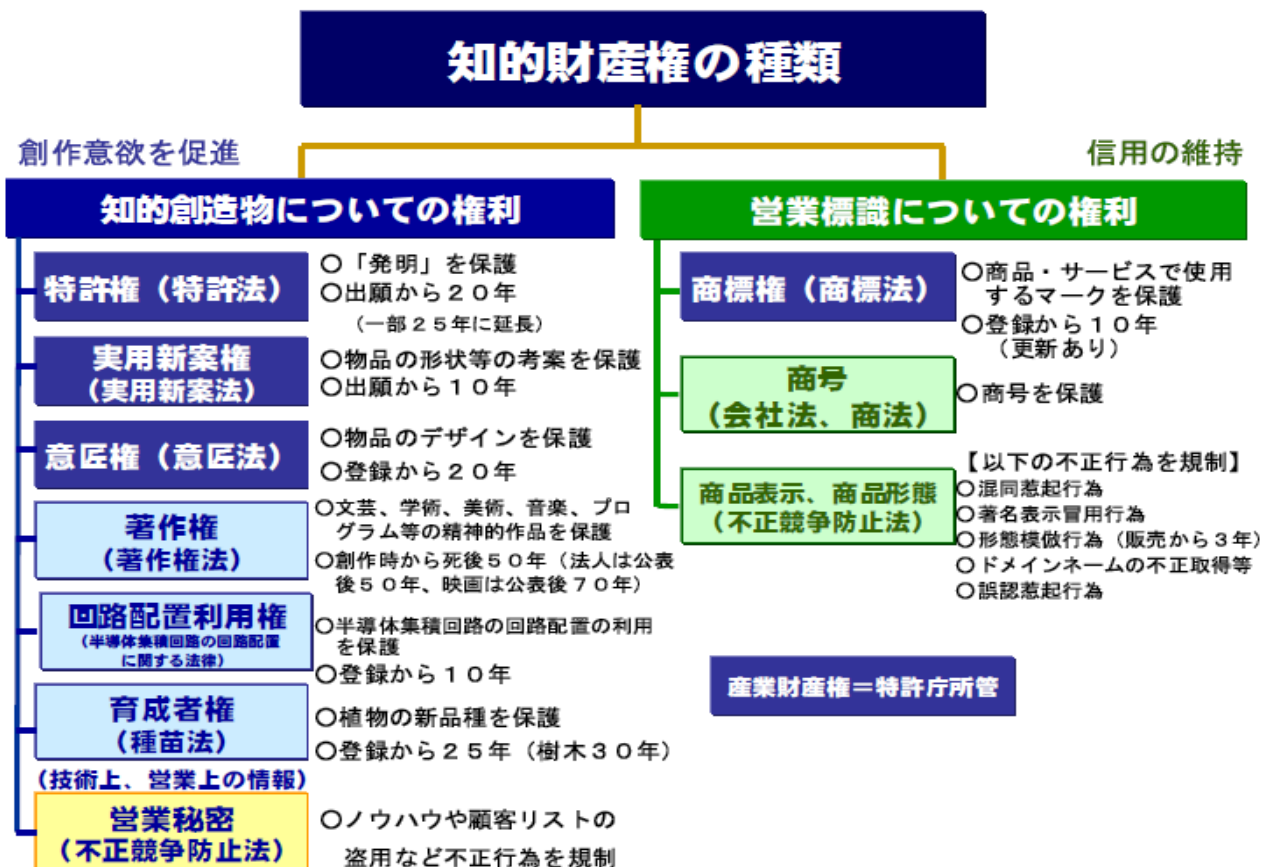 知的財産権の種類
創作意欲を促進
信用の維持
知的創造物についての権利
特許権（特許法）
○「発明」を保護
○出願から２０年
（一部２５年に延長）
実用新案権
（実用新案法）
○物品の形状等の考案を保護
○出願から１０年
意匠権（意匠法）
○物品のデザインを保護
○登録から２０年
著作権
（著作権法）
○文芸、学術、美術、音楽、プロ
グラム等の精神的作品を保護
○創作時から死後５０年（法人は公表
後５０年、映画は公表後７０年）
回路配置利用権
（半導体集積回路の回路配置
に関する法律）
○半導体集積回路の回路配置の利用
を保護
○登録から１０年
育成者権
（種苗法）
○植物の新品種を保護
○登録から２５年（樹木３０年）
（技術上、営業上の情報）
営業秘密
（不正競争防止法）
○ノウハウや顧客リストの
盗用など不正行為を規制
営業標識についての権利
商標権（商標法）
○商品・サービスで使用
するマークを保護
○登録から１０年
（更新あり）
商号
（会社法、商法）
○商号を保護
商品表示、商品形態
（不正競争防止法）
【以下の不正行為を規制】
○混同惹起行為
○著名表示冒用行為
○形態模倣行為（販売から３年）
○ドメインネームの不正取得等
○誤認惹起行為
産業財産権＝特許庁所管